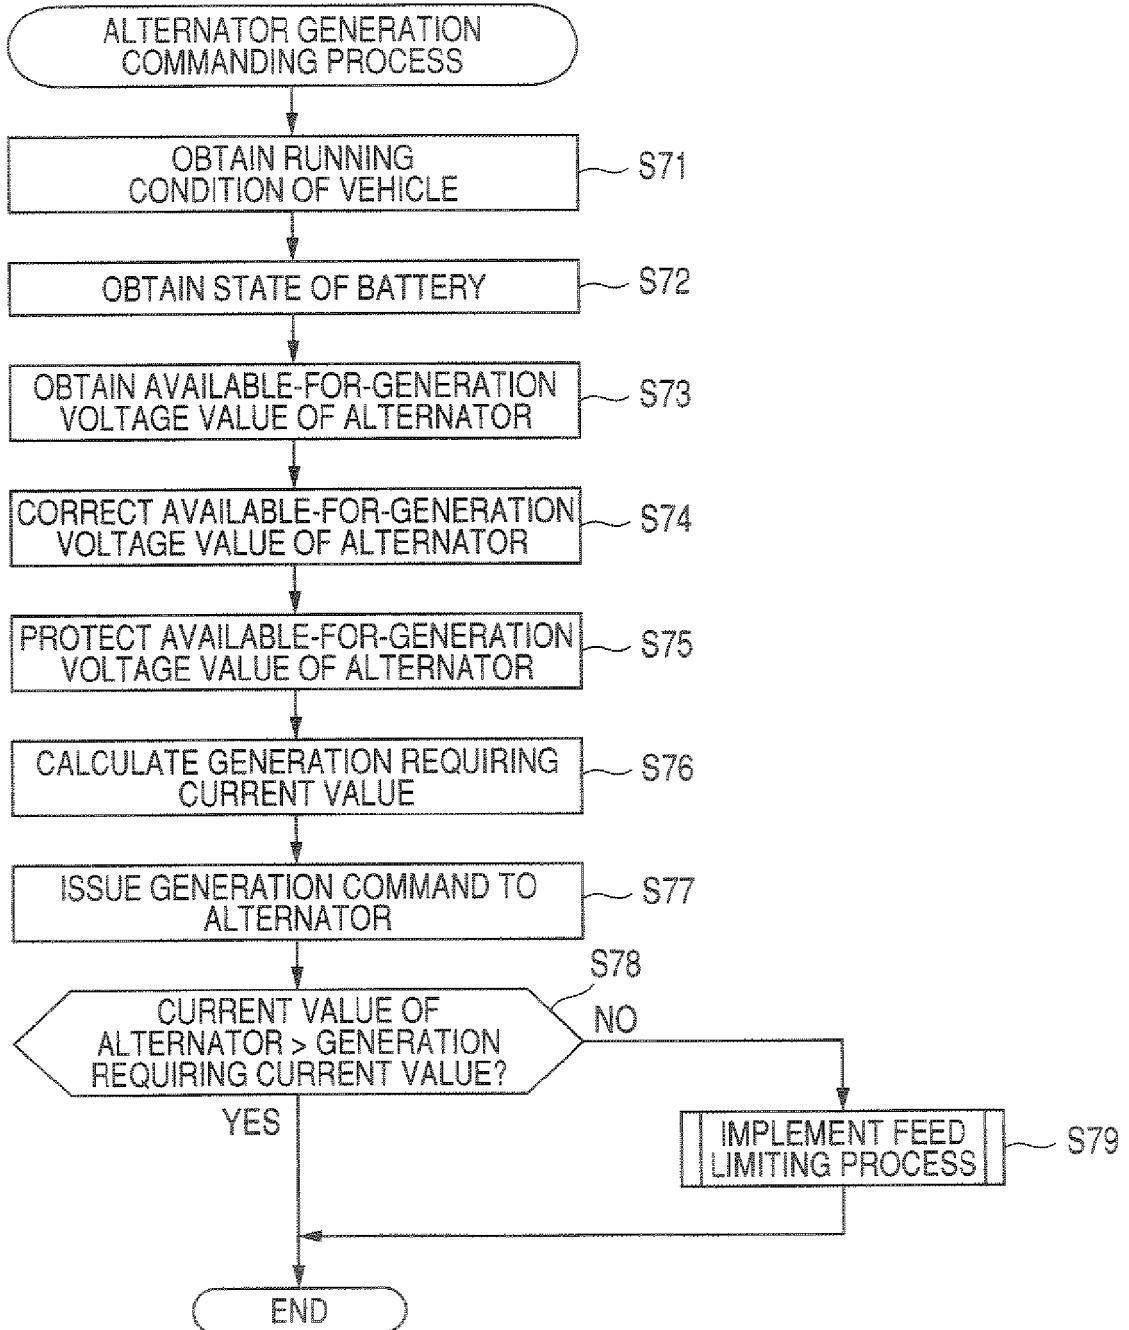 ALTERNATOR GENERATION
COMMANDING PROCESS
OBTAIN RUNNING
CONDITION OF VEHICLE
S71
OBTAIN STATE OF BATTERY
S72
OBTAIN AVAILABLE-FOR-GENERATION
VOLTAGE VALUE OF ALTERNATOR
S73
CORRECT AVAILABLE-FOR-GENERATION
VOLTAGE VALUE OF ALTERNATOR
S74
PROTECT AVAILABLE-FOR-GENERATION
VOLTAGE VALUE OF ALTERNATOR
S75
CALCULATE GENERATION REQUIRING
CURRENT VALUE
S76
ISSUE GENERATION COMMAND TO
ALTERNATOR
S77
S78
CURRENT VALUE OF
ALTERNATOR > GENERATION
REQUIRING CURRENT VALUE?
NO
YES
IMPLEMENT FEED
LIMITING PROCESS
S79
END